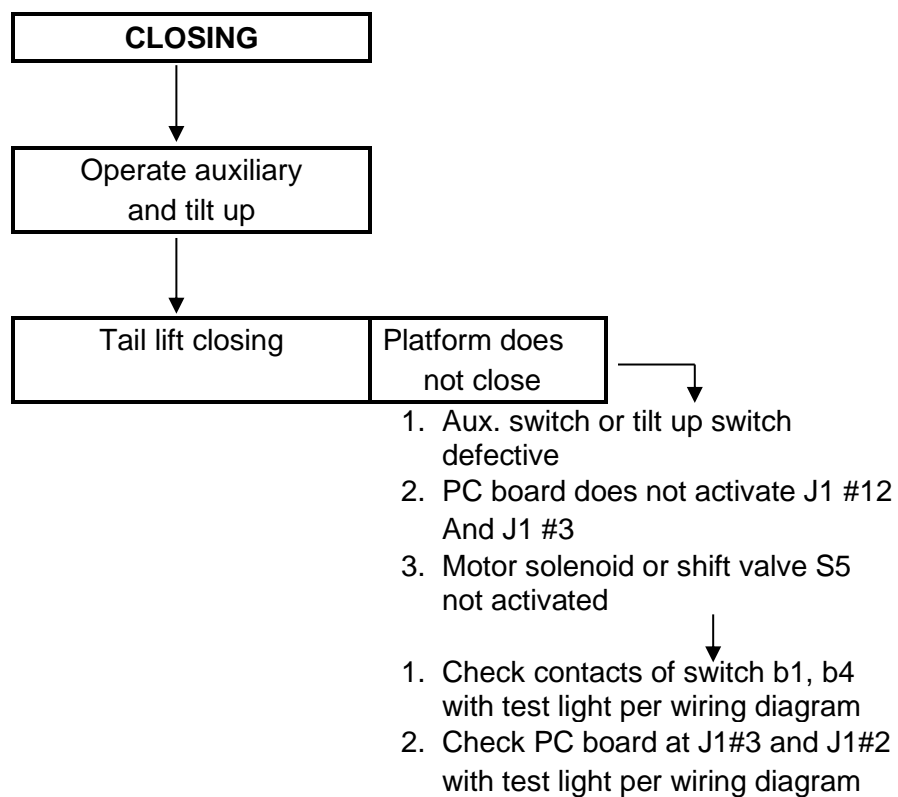 CLOSING
Operate auxiliary
and tilt up
Tail lift closing
Platform does
not close
1. Aux. switch or tilt up switch
defective
2. PC board does not activate J1 #12
And J1 #3
3. Motor solenoid or shift valve S5
not activated
1. Check contacts of switch b1, b4
with test light per wiring diagram
2. Check PC board at J1#3 and J1#2
with test light per wiring diagram